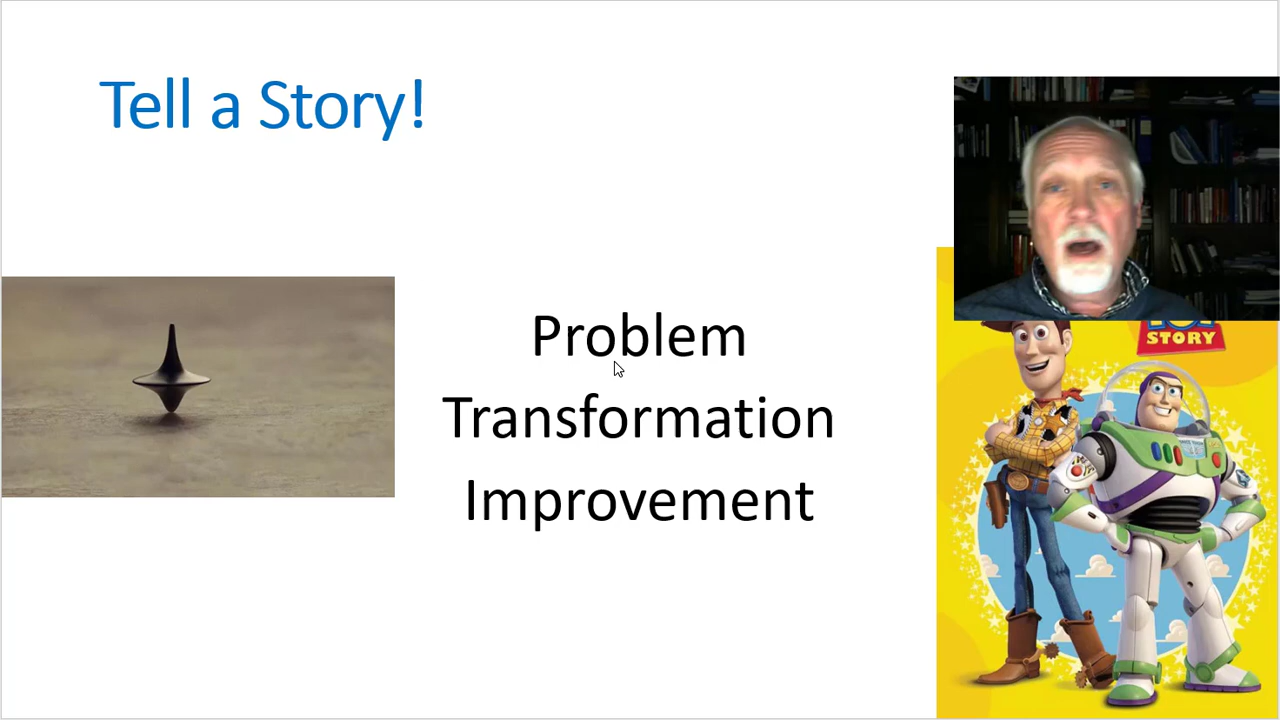 Tell a Story!
Problem
Transformation
Improvement
STORY